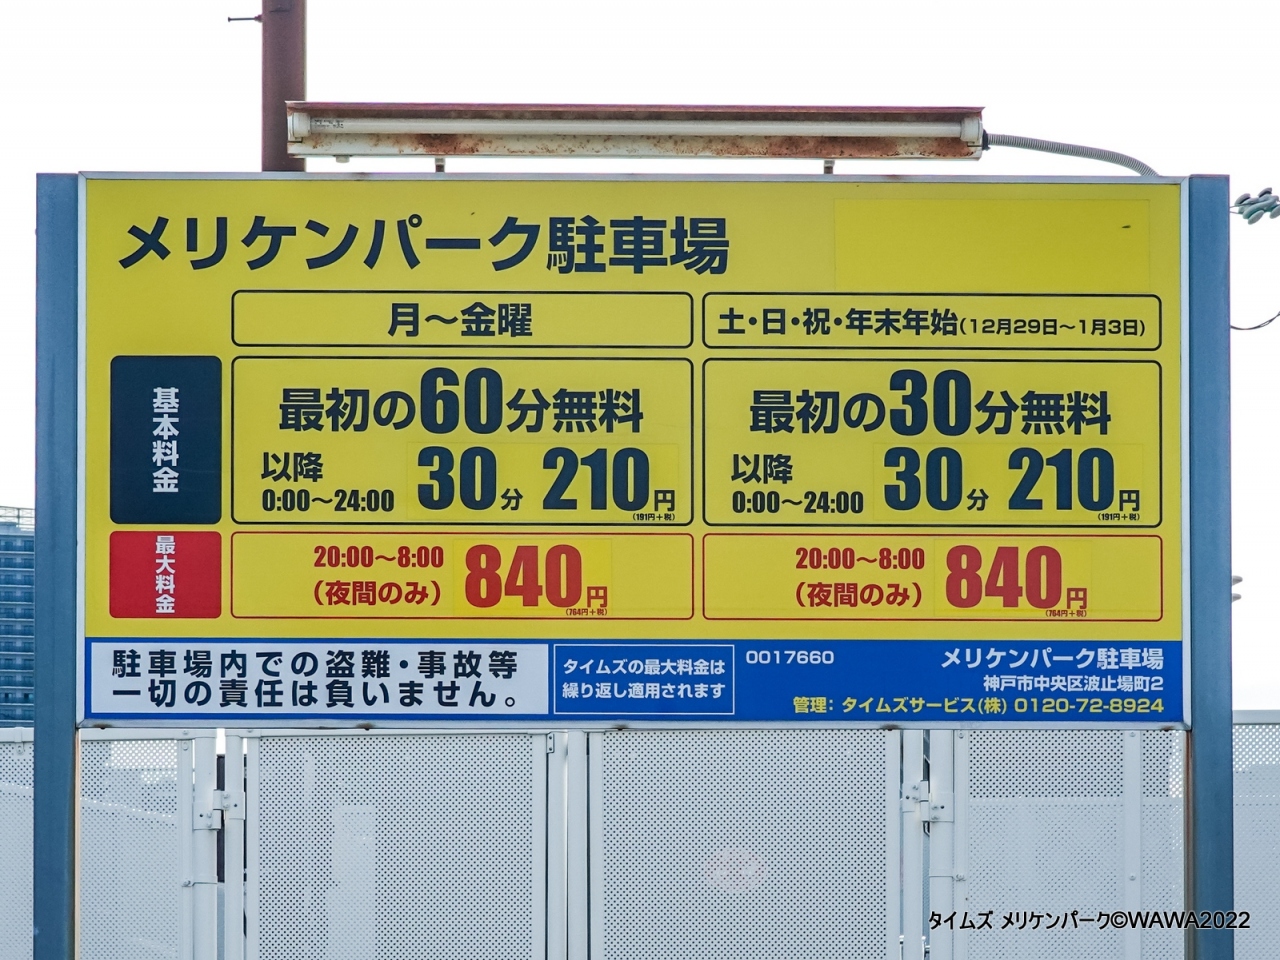 メリケンパーク駐車場
月～金曜
土・日・祝・年末年始(12月29日～1月3日)
基本料金
最初の60分無料
以降
0:00～24:00
30分 210円
(191円+税)
最初の30分無料
以降
0:00～24:00
30分 210円
(191円+税)
最大料金
20:00～8:00
(夜間のみ)
840円
(764円+税)
20:00～8:00
(夜間のみ)
840円
(764円+税)
駐車場内での盗難・事故等
一切の責任は負いません。
タイムズの最大料金は
繰り返し適用されます
0017660
メリケンパーク駐車場
神戸市中央区波止場町2
管理: タイムズサービス(株) 0120-72-8924
タイムズ メリケンパーク©WAWA2022